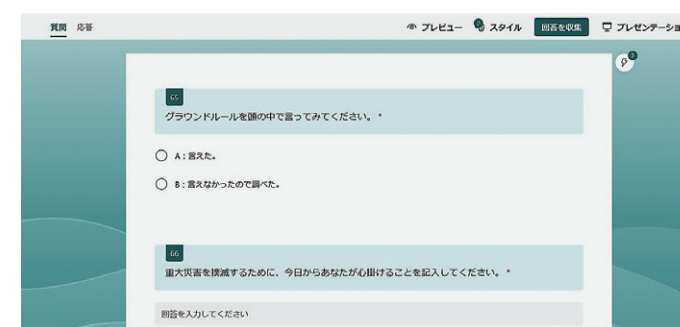 質問 応答 プレビュー スタイル 回答を収集 プレゼンテーショ
65
グラウンドルールを頭の中で言ってみてください。 *
A:言えた。
B:言えなかったので調べた。
66
重大災害を撲滅するために、今日からあなたが心掛けることを記入してください。 *
回答を入力してください